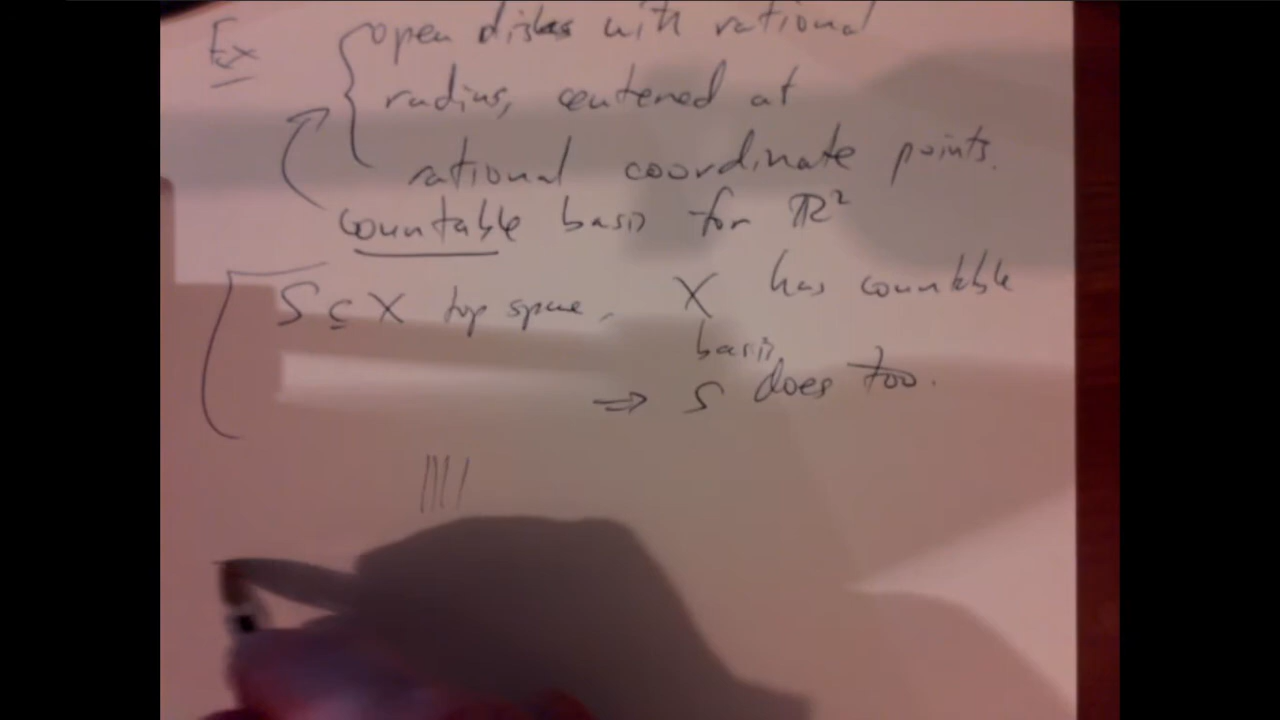 Ex open disks with rational
radius, centered at
rational coordinate points.
countable basis for ℝ²
S ⊆ X top space, X has countable
basis
⇒ S does too.